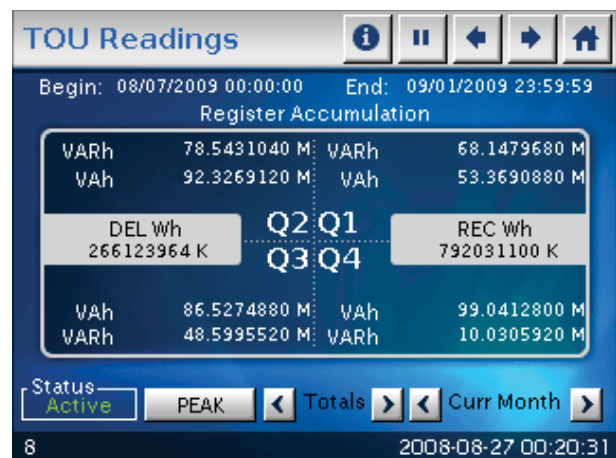 TOU Readings
Begin: 08/07/2009 00:00:00 End: 09/01/2009 23:59:59
Register Accumulation
VARh 78.5431040 M VARh 68.1479680 M
VAh 92.3269120 M VAh 53.3690880 M
DEL Wh Q2 Q1 REC Wh
266123964 K Q3 Q4 792031100 K
VAh 86.5274880 M VAh 99.0412800 M
VARh 48.5995520 M VARh 10.0305920 M
Status
Active PEAK Totals Curr Month
8 2008-08-27 00:20:31